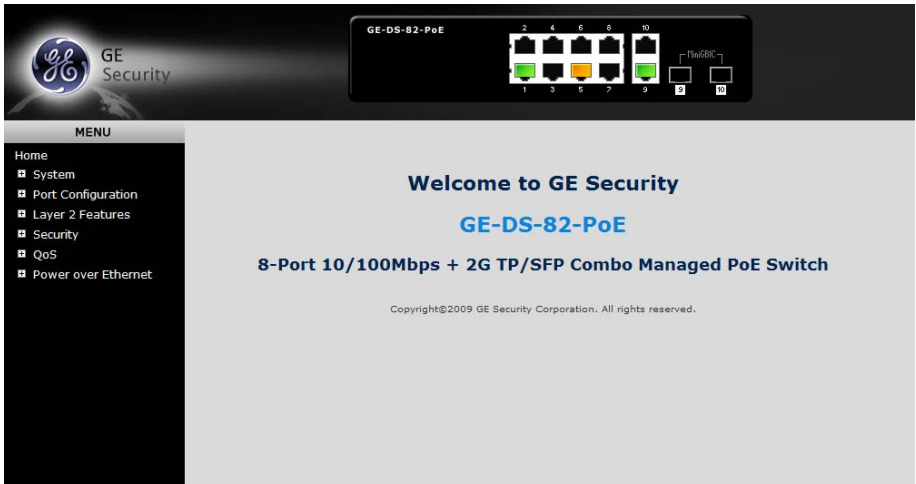 GE-DS-82-PoE
2 4 6 8 10
GE
Security
MiniGBIC
1 3 5 7 9 9 10
MENU
Home
System
Port Configuration
Layer 2 Features
Security
QoS
Power over Ethernet
Welcome to GE Security
GE-DS-82-PoE
8-Port 10/100Mbps + 2G TP/SFP Combo Managed PoE Switch
Copyright©2009 GE Security Corporation. All rights reserved.